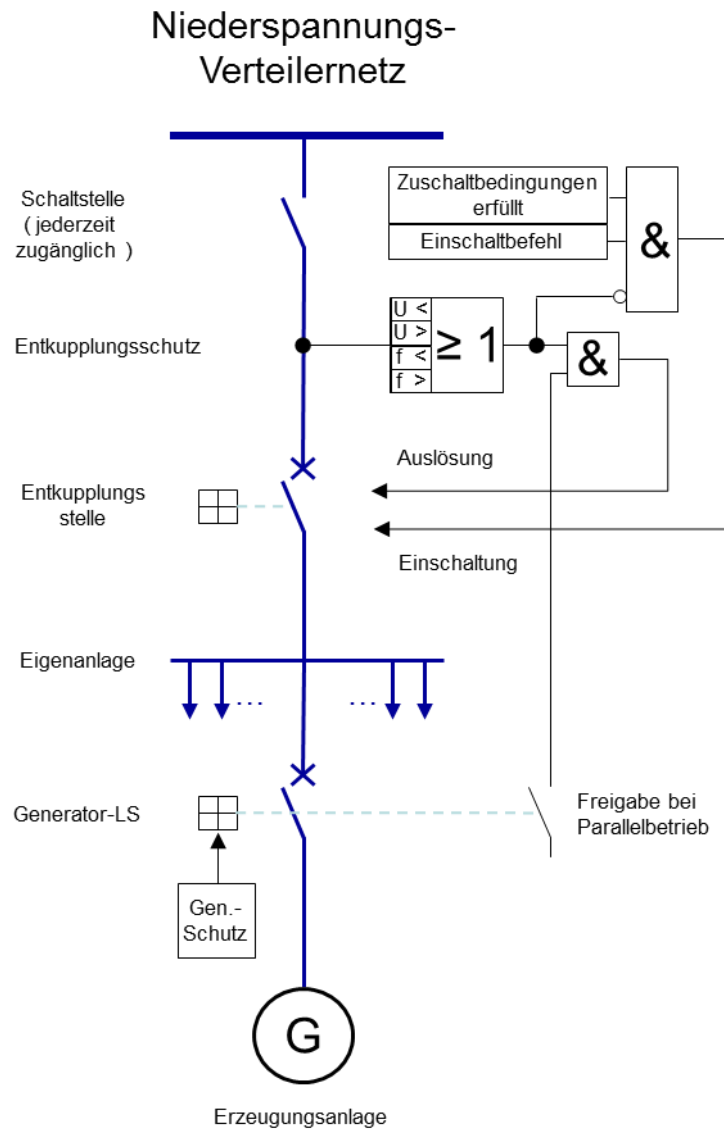 Niederspannungs-
Verteilernetz
Schaltstelle
( jederzeit
zugänglich )
Zuschaltbedingungen
erfüllt
Einschaltbefehl
&
Entkupplungsschutz
U <
U >
f <
f >
≥ 1
&
Auslösung
Entkupplungs
stelle
Einschaltung
Eigenanlage
... ...
Generator-LS
Freigabe bei
Parallelbetrieb
Gen.-
Schutz
G
Erzeugungsanlage